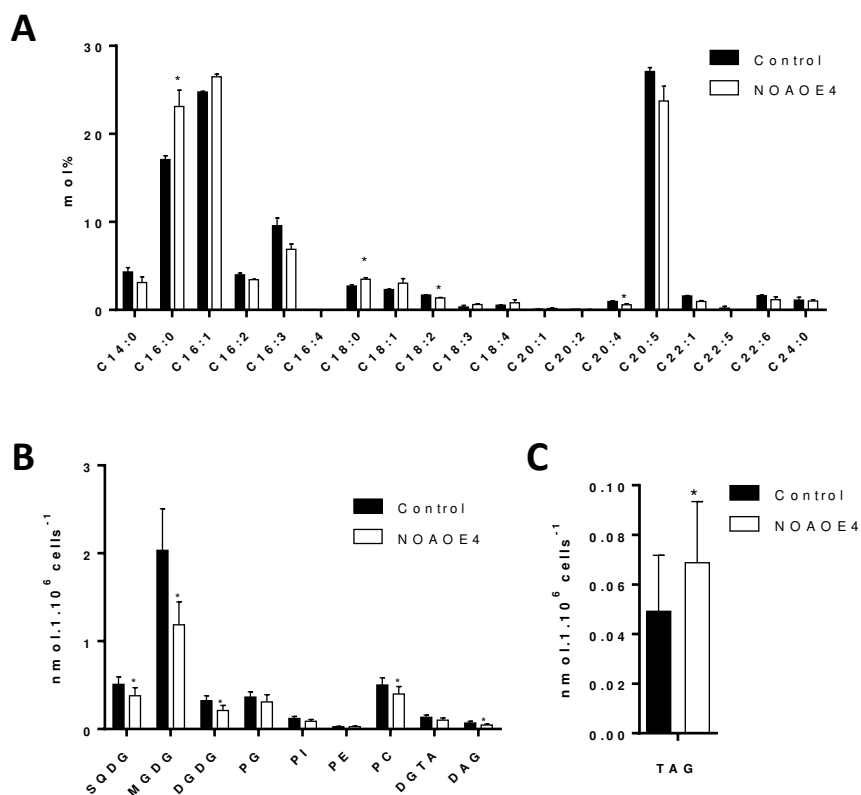 A
30
20
10
0
mol%
Control
NOAOE4
*
*
*
*
C14:0
C16:0
C16:1
C16:2
C16:3
C16:4
C18:0
C18:1
C18:2
C18:3
C18:4
C20:1
C20:2
C20:4
C20:5
C22:1
C22:5
C22:6
C24:0
B
3
2
1
0
nmol.1.10⁶ cells⁻¹
Control
NOAOE4
*
*
*
*
*
SQDG
MGDG
DGDG
PG
PI
PE
PC
DGTA
DAG
C
0.10
0.08
0.06
0.04
0.02
0.00
nmol.1.10⁶ cells⁻¹
*
Control
NOAOE4
TAG